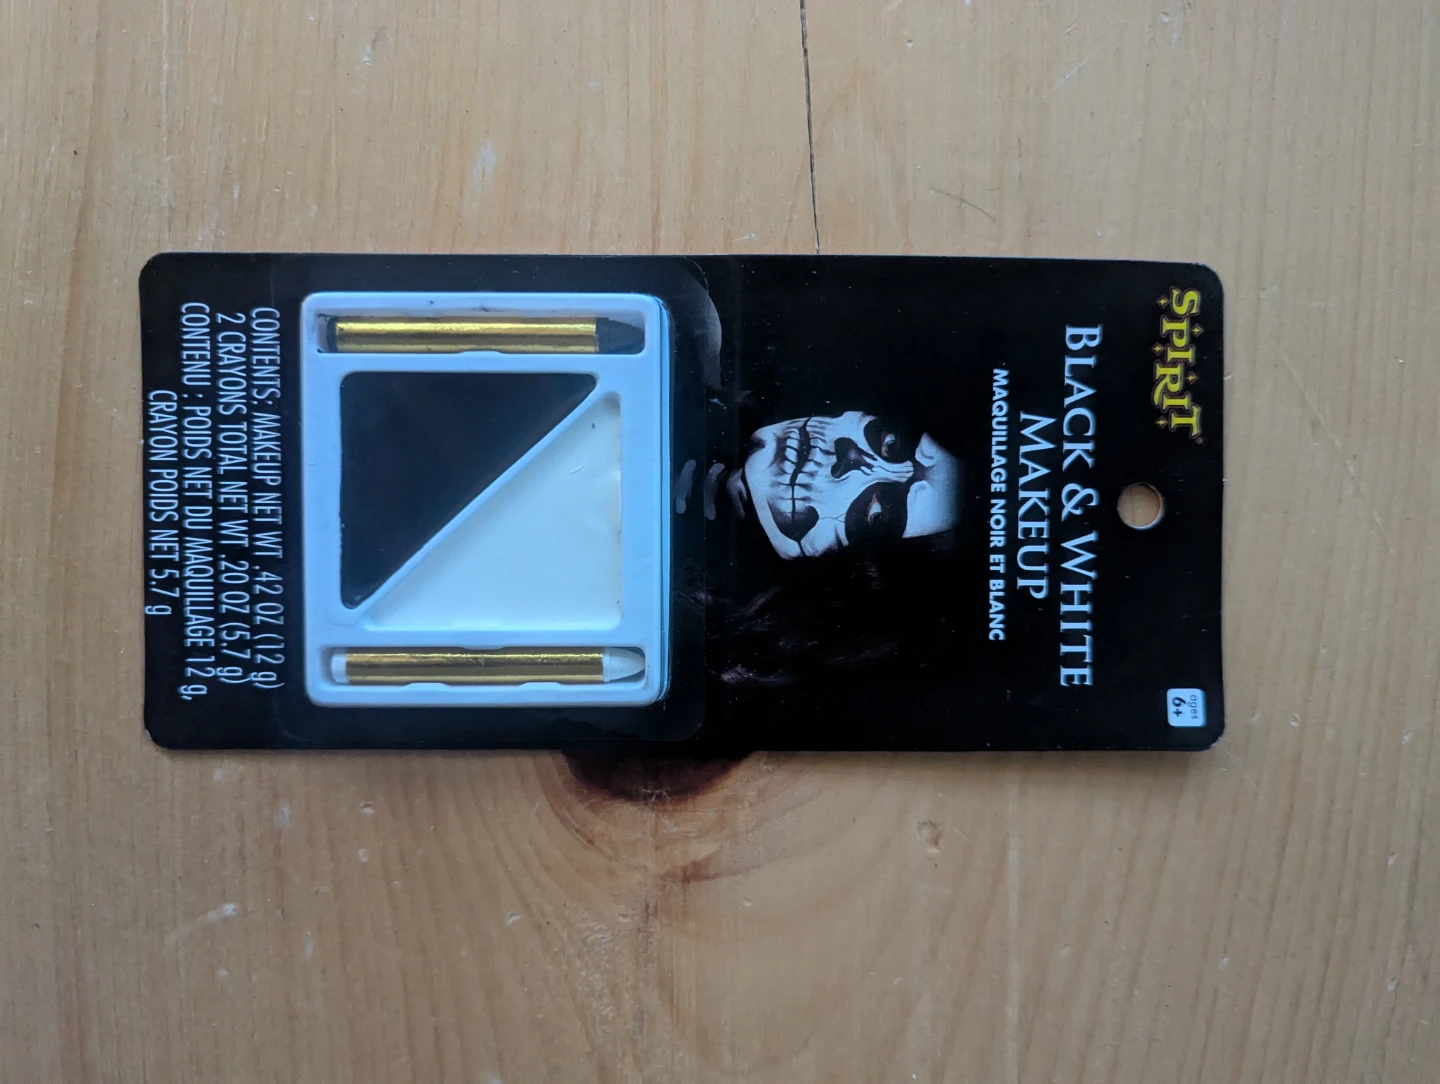 SPIRIT
BLACK & WHITE
MAKEUP
MAQUILLAGE NOIR ET BLANC
ages
6+
CONTENTS: MAKEUP NET WT .42 OZ (12 g)
2 CRAYONS TOTAL NET WT .20 OZ (5.7 g)
CONTENU : POIDS NET DU MAQUILLAGE 12 g,
CRAYON POIDS NET 5.7 g